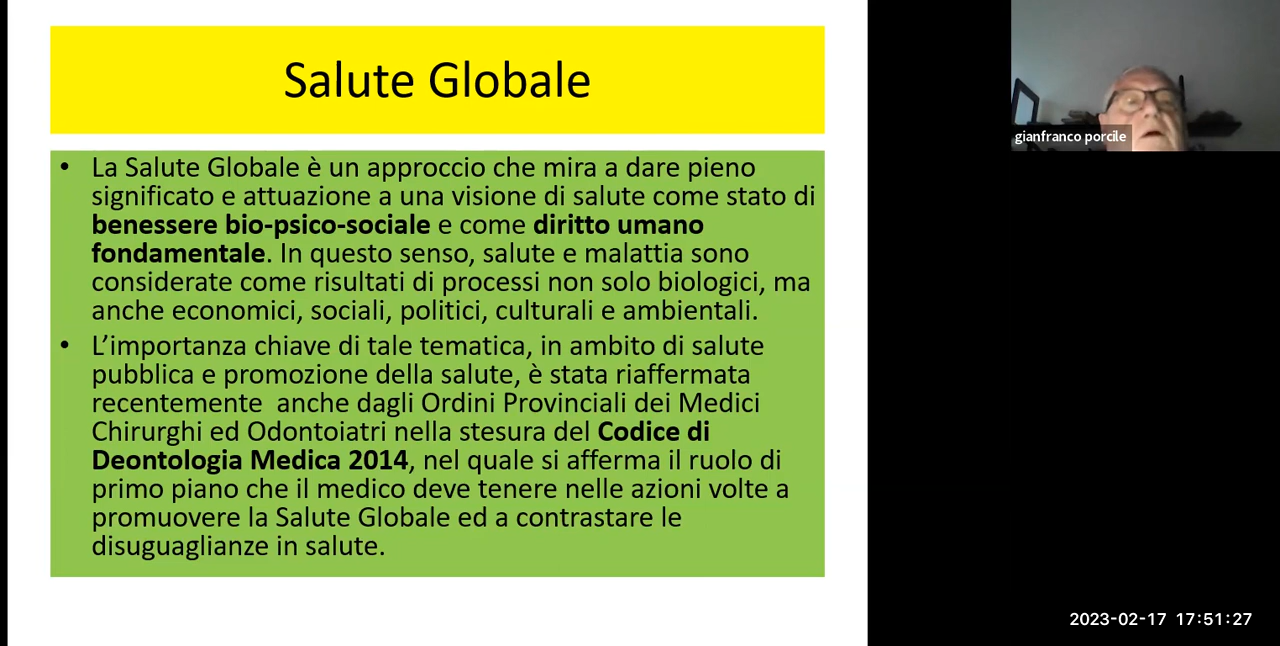 Salute Globale
• La Salute Globale è un approccio che mira a dare pieno
significato e attuazione a una visione di salute come stato di
benessere bio-psico-sociale e come diritto umano
fondamentale. In questo senso, salute e malattia sono
considerate come risultati di processi non solo biologici, ma
anche economici, sociali, politici, culturali e ambientali.
• L’importanza chiave di tale tematica, in ambito di salute
pubblica e promozione della salute, è stata riaffermata
recentemente  anche dagli Ordini Provinciali dei Medici
Chirurghi ed Odontoiatri nella stesura del Codice di
Deontologia Medica 2014, nel quale si afferma il ruolo di
primo piano che il medico deve tenere nelle azioni volte a
promuovere la Salute Globale ed a contrastare le
disuguaglianze in salute.
gianfranco porcile
2023-02-17 17:51:27